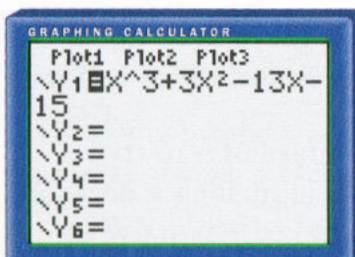 GRAPHING CALCULATOR
Plot1 Plot2 Plot3
\Y₁=X^3+3X²-13X-
15
\Y₂=
\Y₃=
\Y₄=
\Y₅=
\Y₆=